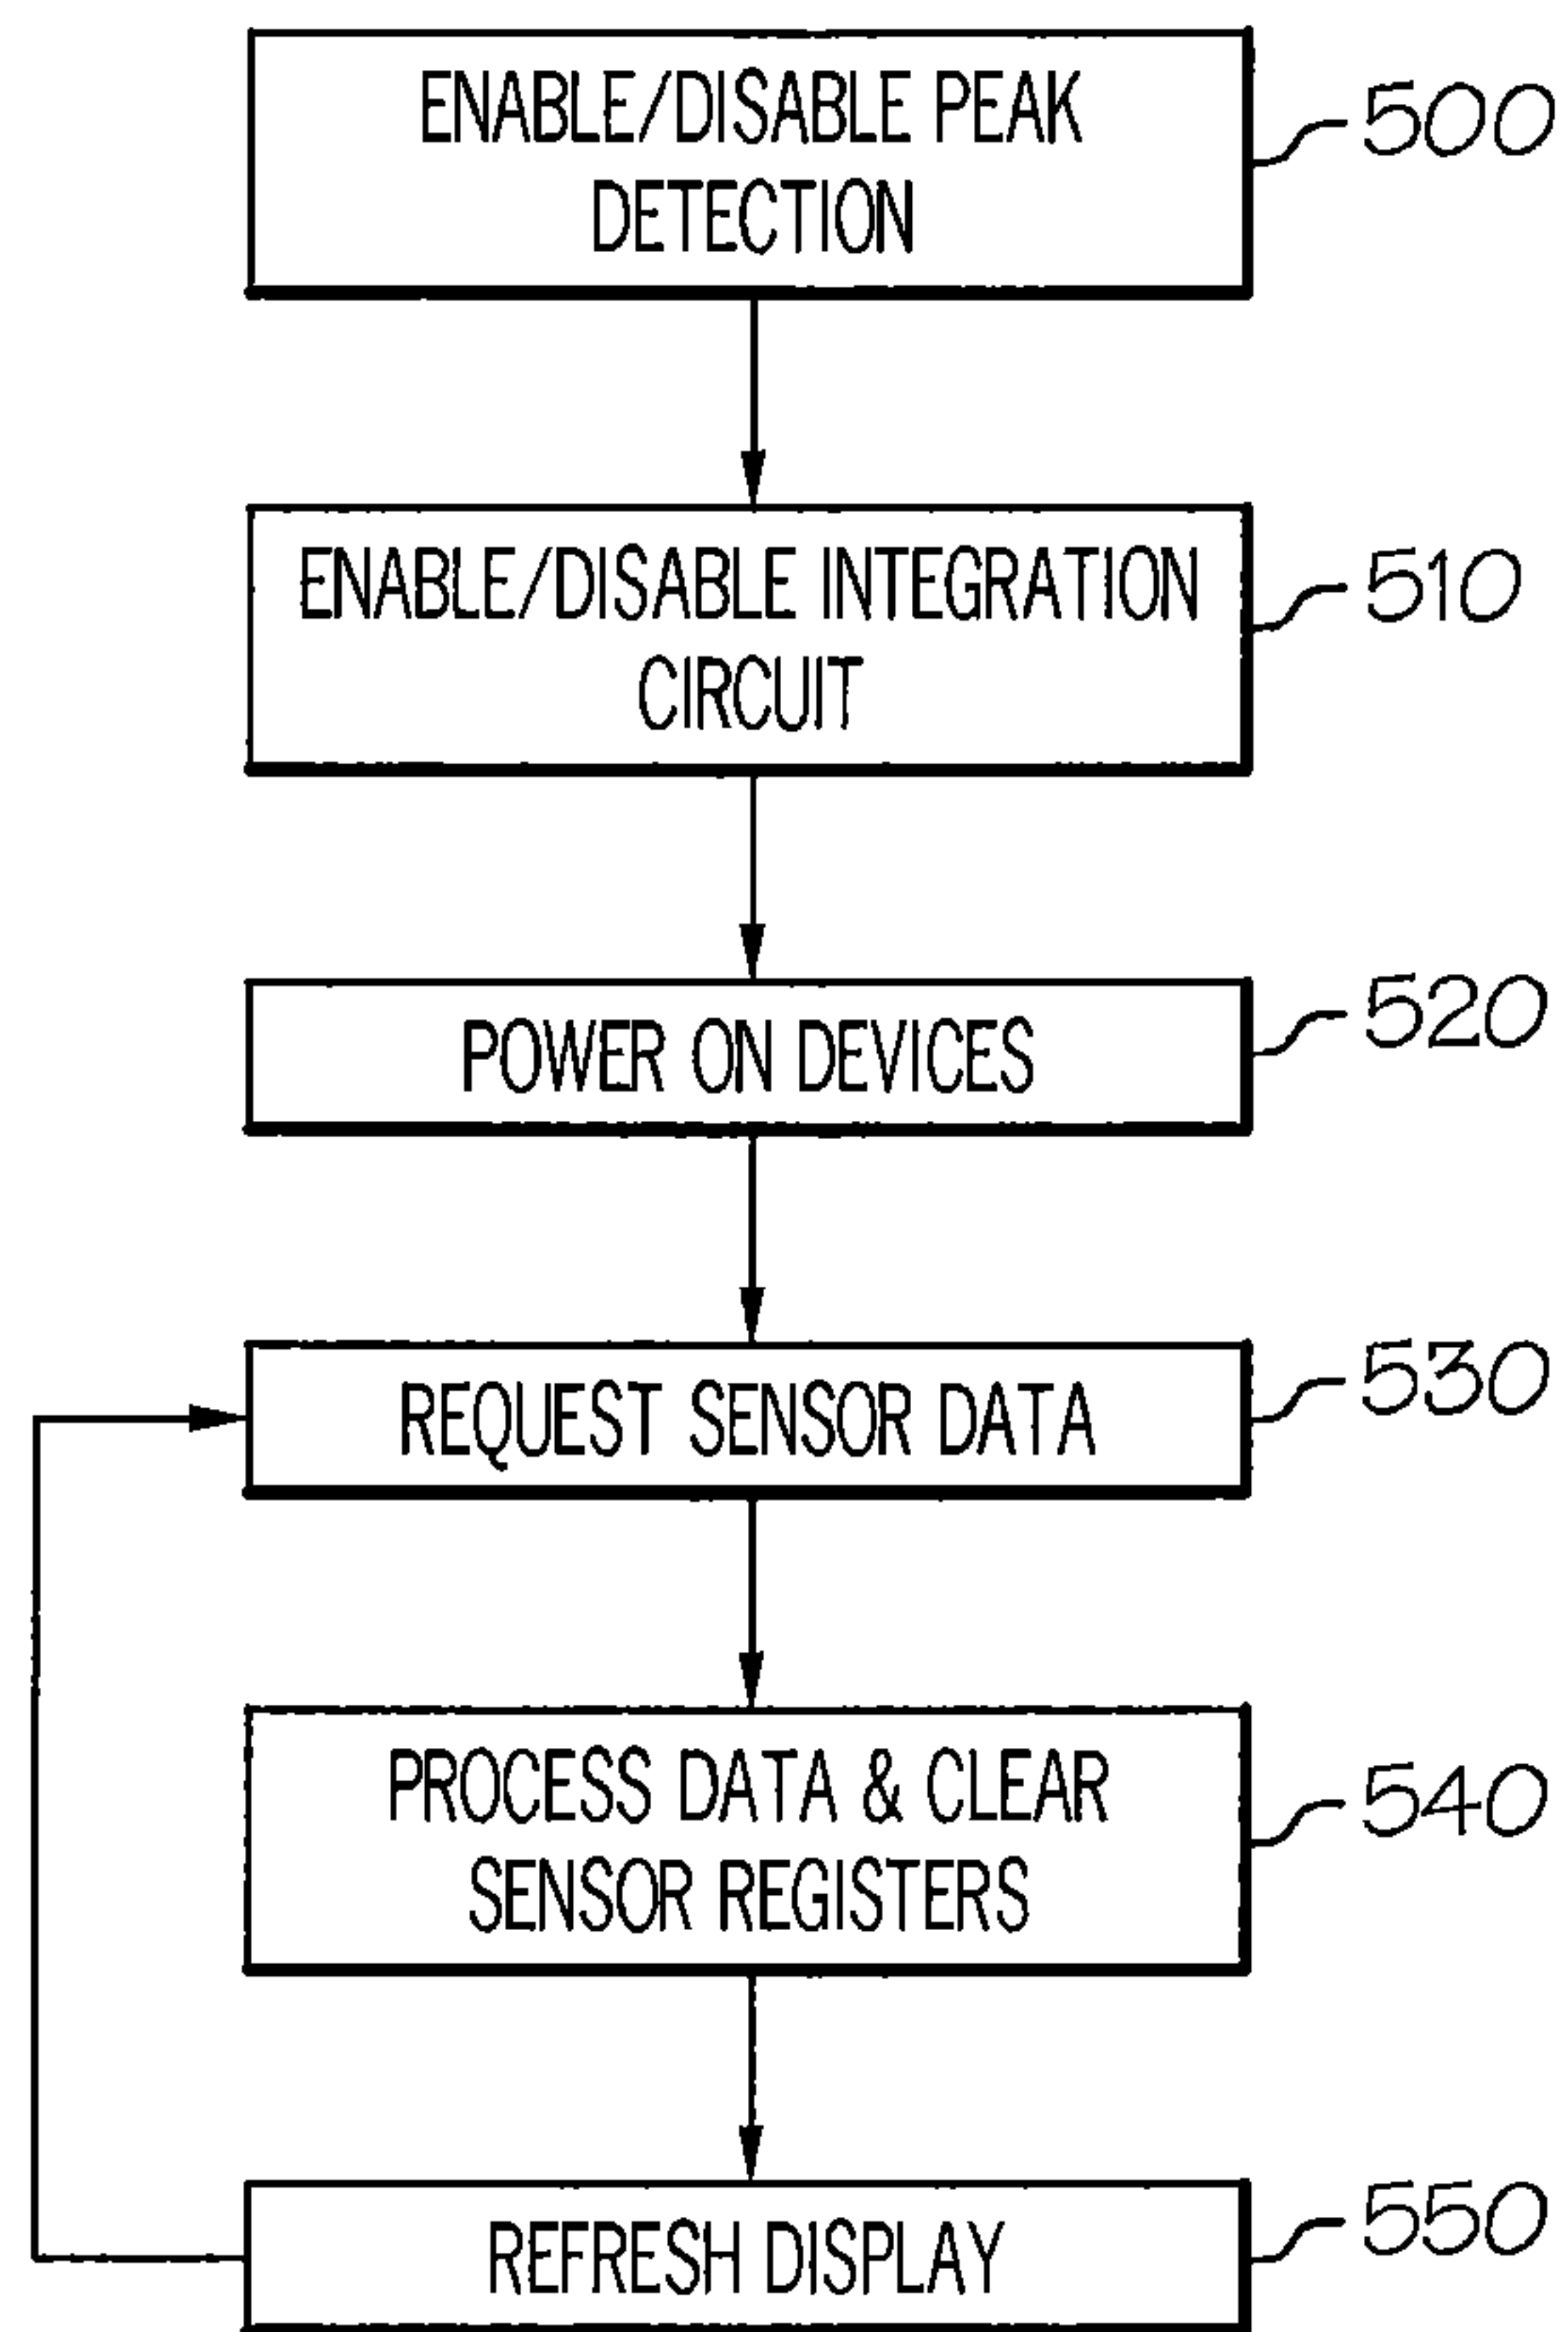 ENABLE/DISABLE PEAK
DETECTION
500
ENABLE/DISABLE INTEGRATION
CIRCUIT
510
POWER ON DEVICES
520
REQUEST SENSOR DATA
530
PROCESS DATA & CLEAR
SENSOR REGISTERS
540
REFRESH DISPLAY
550